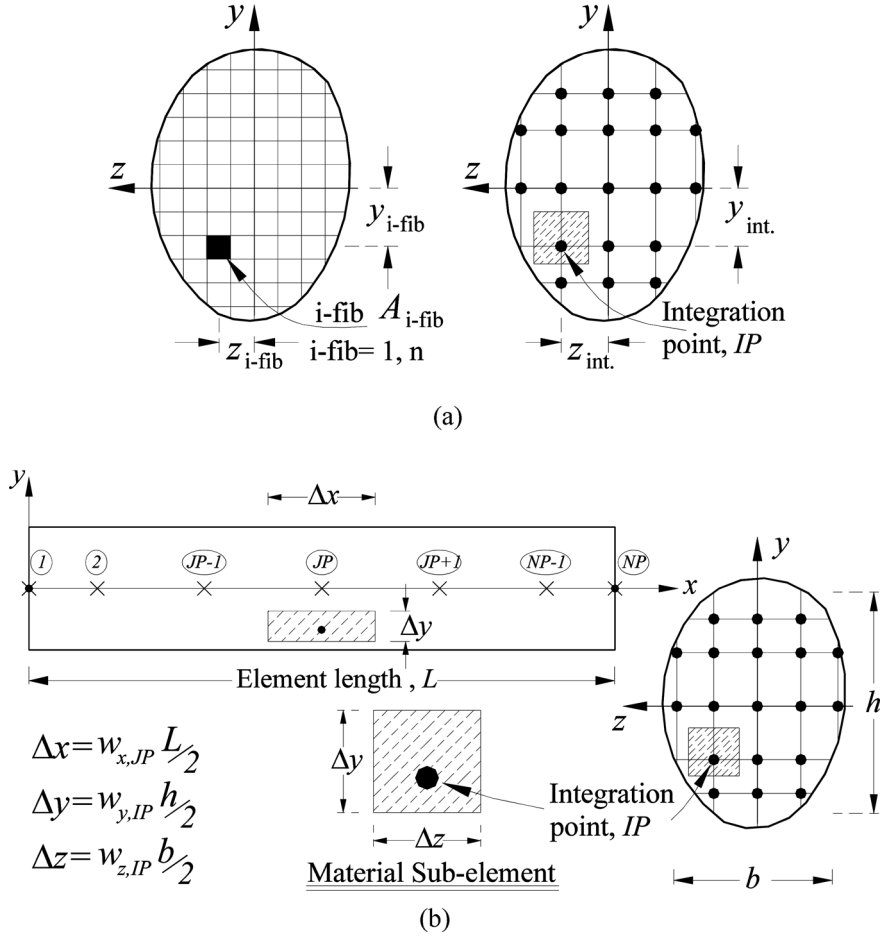 y
y
z
z
y i-fib
y int.
i-fib A i-fib
i-fib= 1, n
z i-fib
Integration
point, IP
z int.
(a)
y
Δx
1 2 JP-1 JP JP+1 NP-1 NP
x
Δy
Element length , L
y
z
h
Δx=w x,JP L/2
Δy=w y,IP h/2
Δz=w z,IP b/2
Δy
Δz
Integration
point, IP
Material Sub-element
b
(b)